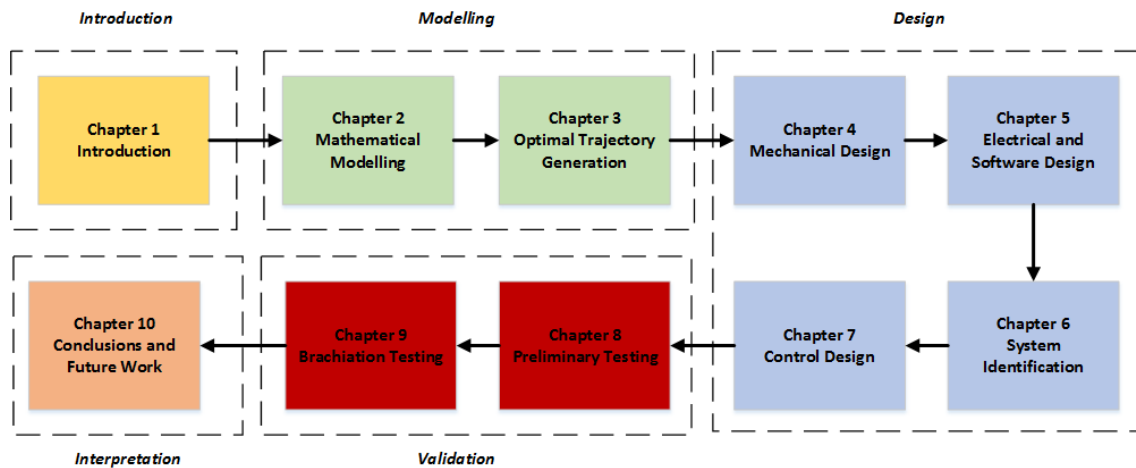 Introduction
Modelling
Design
Chapter 1
Introduction
Chapter 2
Mathematical
Modelling
Chapter 3
Optimal Trajectory
Generation
Chapter 4
Mechanical Design
Chapter 5
Electrical and
Software Design
Chapter 10
Conclusions and
Future Work
Chapter 9
Brachiation Testing
Chapter 8
Preliminary Testing
Chapter 7
Control Design
Chapter 6
System
Identification
Interpretation
Validation